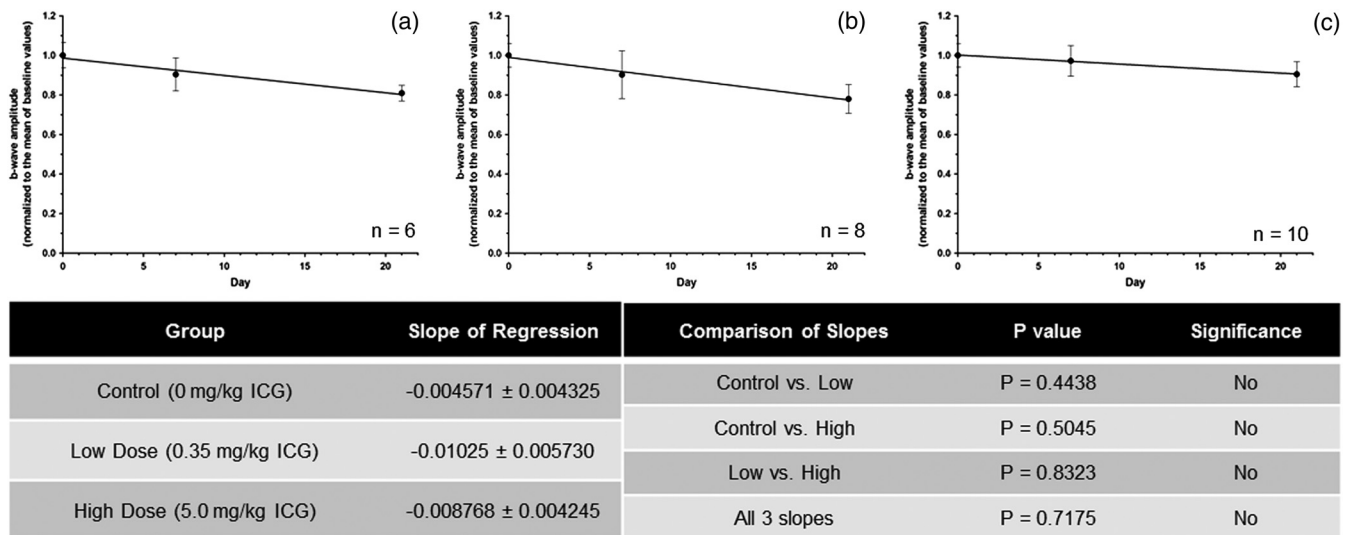 (a)
1.2
1.0
0.8
0.6
0.4
0.2
0.0
b-wave amplitude
(normalized to the mean of baseline values)
n = 6
0 5 10 15 20
Day
(b)
1.2
1.0
0.8
0.6
0.4
0.2
0.0
b-wave amplitude
(normalized to the mean of baseline values)
n = 8
0 5 10 15 20
Day
(c)
1.2
1.0
0.8
0.6
0.4
0.2
0.0
b-wave amplitude
(normalized to the mean of baseline values)
n = 10
0 5 10 15 20
Day
Group Slope of Regression
Control (0 mg/kg ICG) -0.004571 ± 0.004325
Low Dose (0.35 mg/kg ICG) -0.01025 ± 0.005730
High Dose (5.0 mg/kg ICG) -0.008768 ± 0.004245
Comparison of Slopes P value Significance
Control vs. Low P = 0.4438 No
Control vs. High P = 0.5045 No
Low vs. High P = 0.8323 No
All 3 slopes P = 0.7175 No